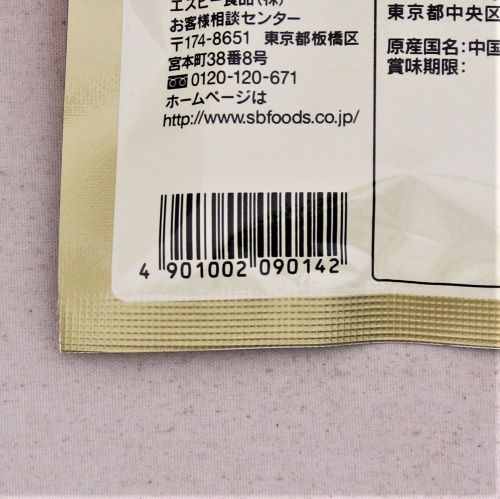 エスビー食品(株)
お客様相談センター
〒174-8651 東京都板橋区
宮本町38番8号
0120-120-671
ホームページは
http://www.sbfoods.co.jp/
東京都中央区
原産国名:中国
賞味期限:
4 901002 090142